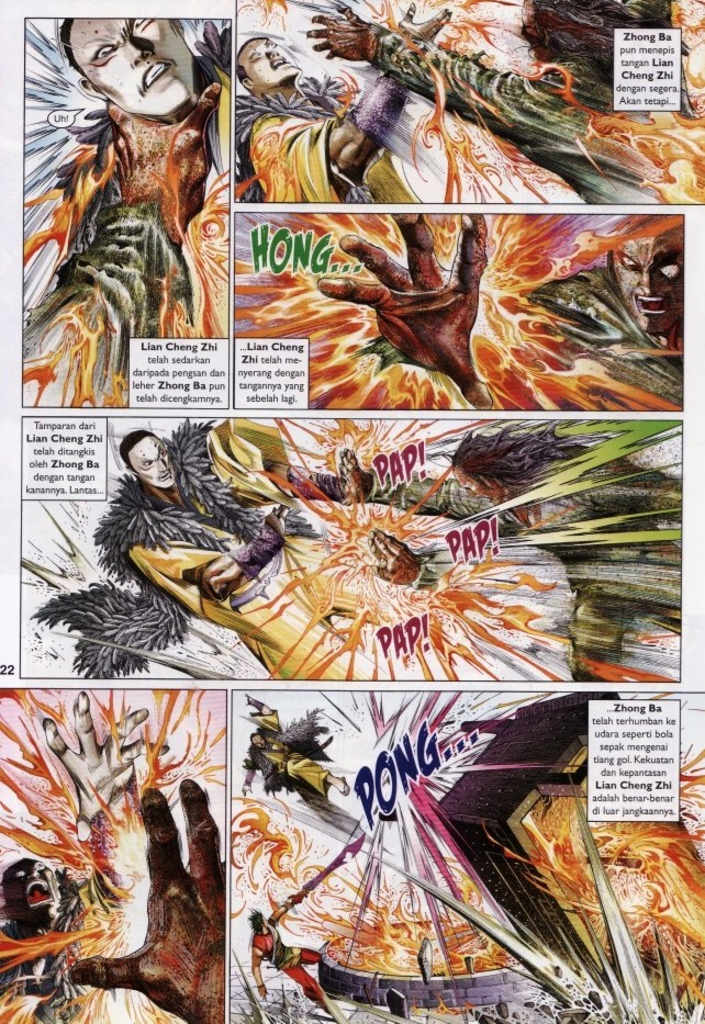 Uh!
Lian Cheng Zhi
telah sedarkan
daripada pengsan dan
leher Zhong Ba pun
telah dicengkamnya.
Zhong Ba
pun menepis
tangan Lian
Cheng Zhi
dengan segera.
Akan tetapi...
HONG...
...Lian Cheng
Zhi telah me-
nyerang dengan
tangannya yang
sebelah lagi.
Tamparan dari
Lian Cheng Zhi
telah ditangkis
oleh Zhong Ba
dengan tangan
kanannya. Lantas...
PAP!
PAP!
PAP!
22
PONG...
...Zhong Ba
telah terhumban ke
udara seperti bola
sepak mengenai
tiang gol. Kekuatan
dan kepantasan
Lian Cheng Zhi
adalah benar-benar
di luar jangkaannya.